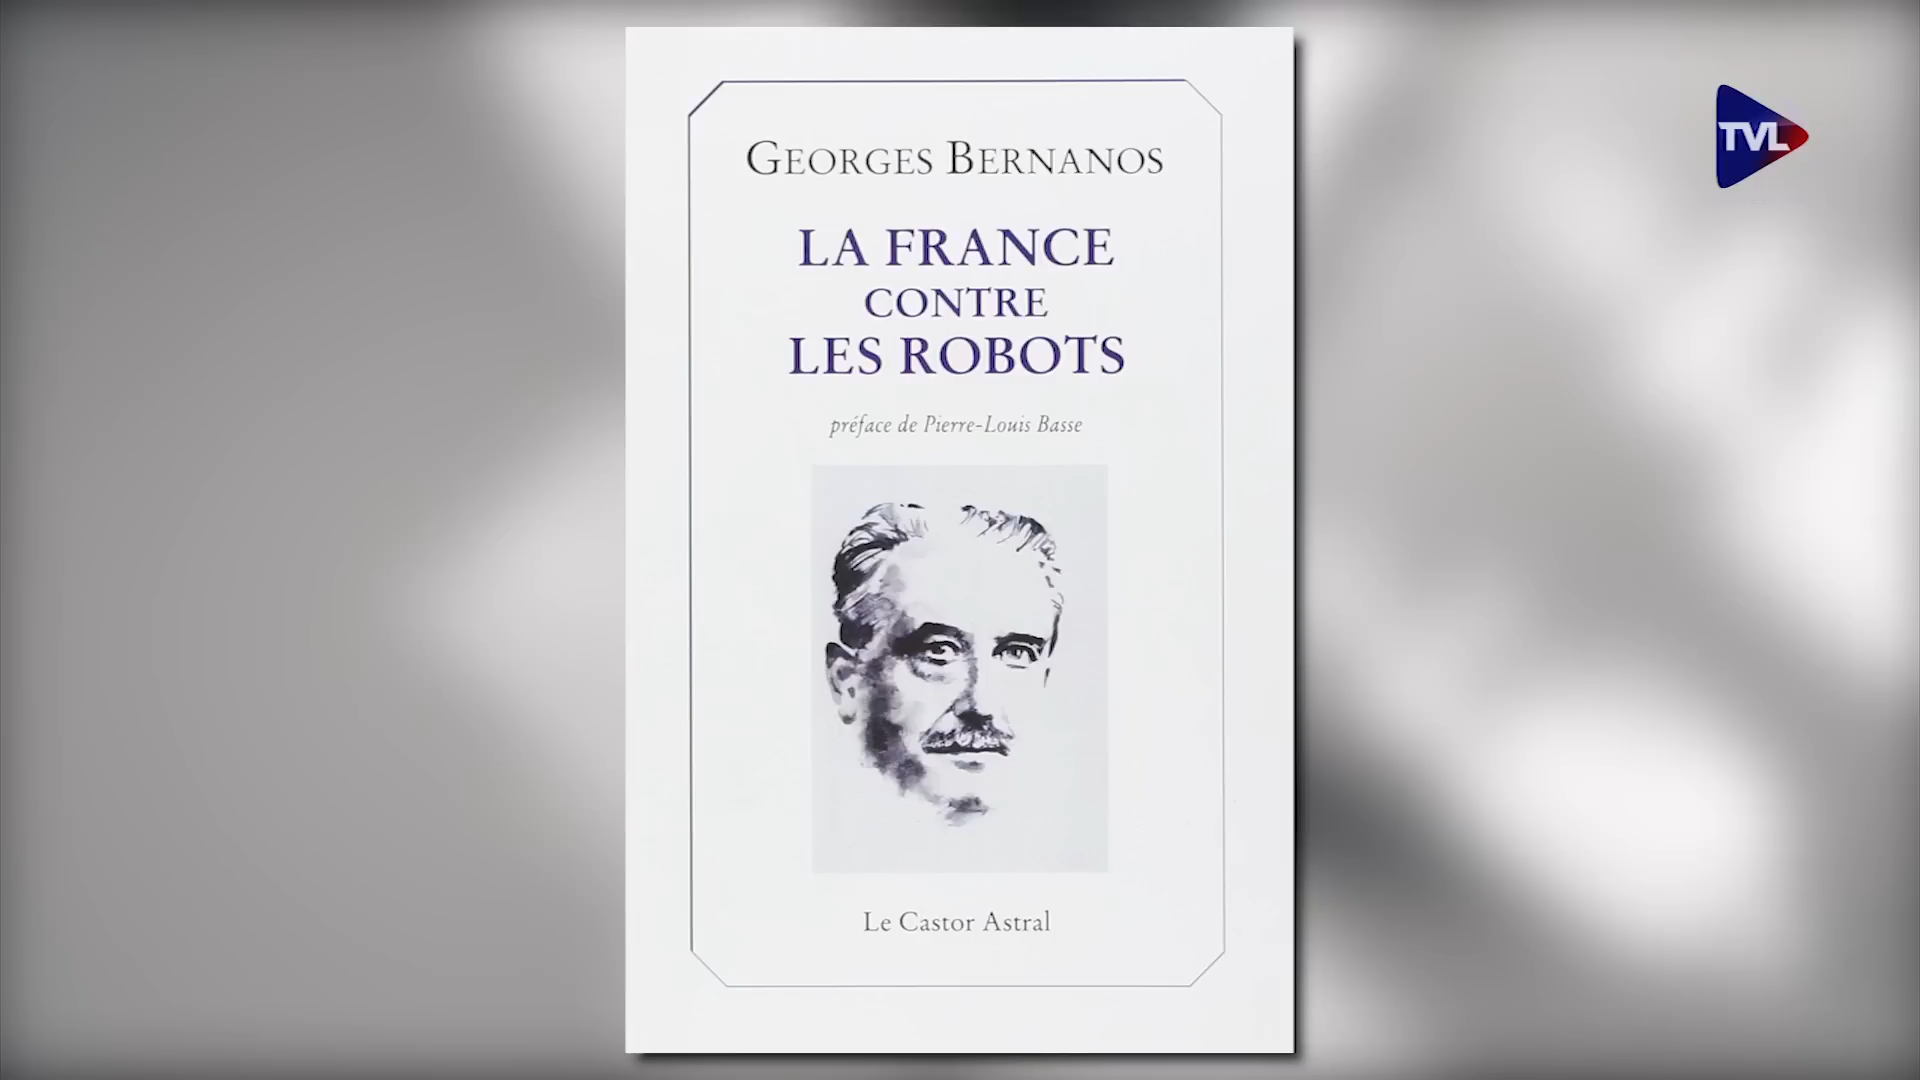 GEORGES BERNANOS
LA FRANCE
CONTRE
LES ROBOTS
préface de Pierre-Louis Basse
Le Castor Astral
TVL